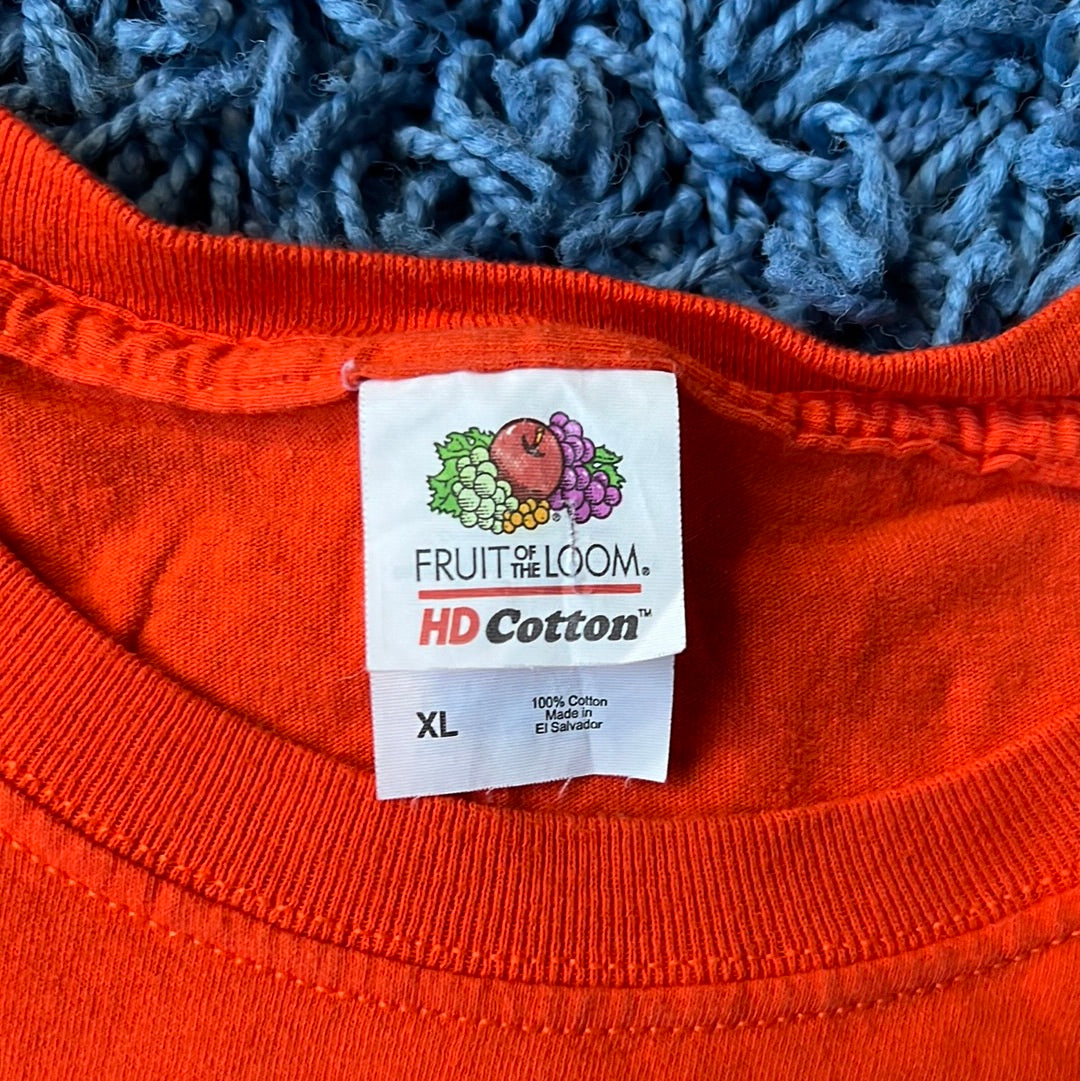 FRUIT OF THE LOOM®
HD Cotton™
XL
100% Cotton
Made in
El Salvador